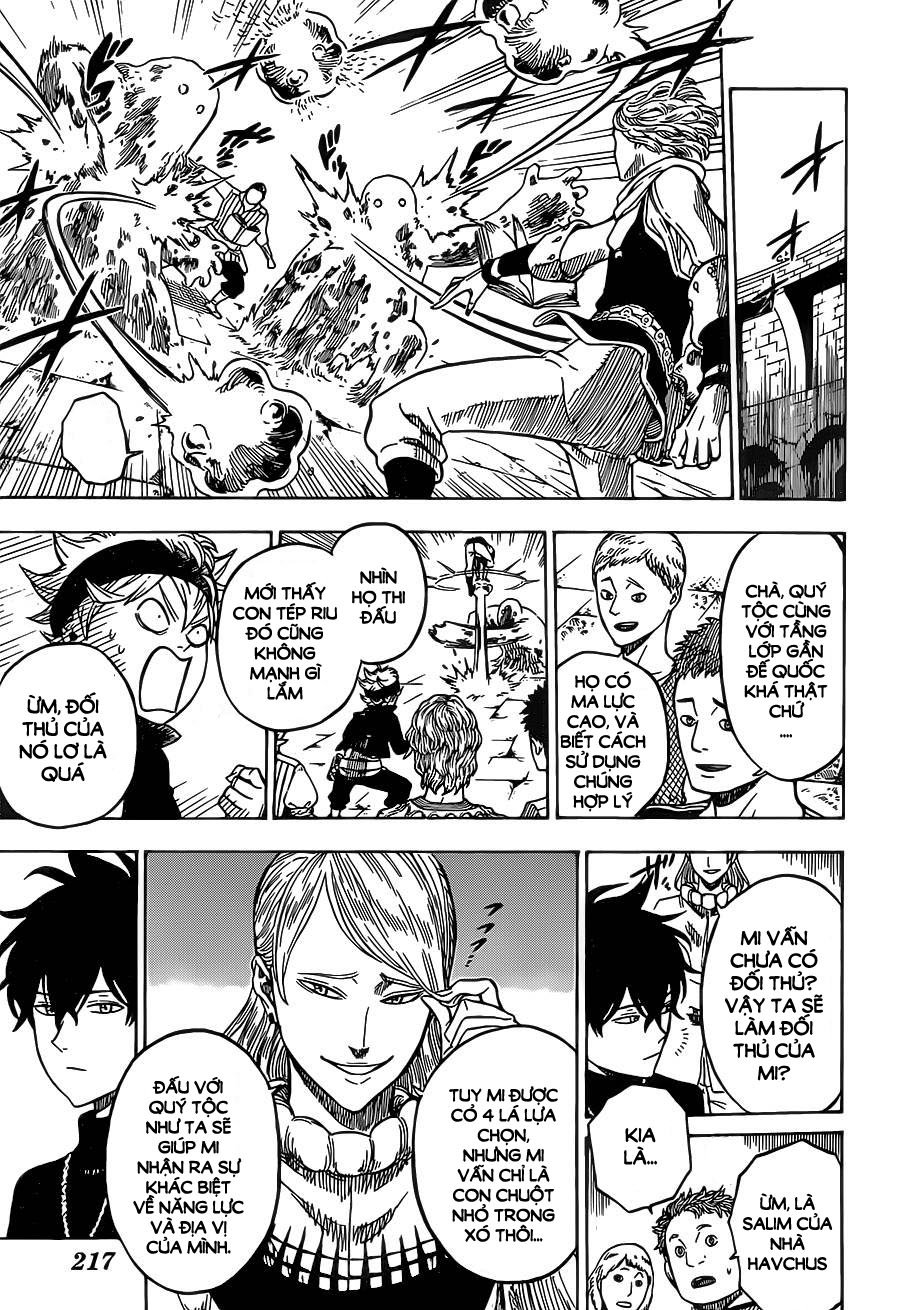 CHÀ, QUÝ
TỘC CÙNG
VỚI TẦNG
LỚP GẦN
ĐẾ QUỐC
KHÁ THẬT
CHỨ
....
HỌ CÓ
MA LỰC
CAO, VÀ
BIẾT CÁCH
SỬ DỤNG
CHÚNG
HỢP LÝ
NHÌN
HỌ THI
ĐẤU
MỚI THẤY
CON TÉP RIU
ĐÓ CŨNG
KHÔNG
MẠNH GÌ
LẮM
ỪM, ĐỐI
THỦ CỦA
NÓ LƠ LÀ
QUÁ
MI VẪN
CHƯA CÓ
ĐỐI THỦ?
VẬY TA SẼ
LÀM ĐỐI
THỦ CỦA
MI?
KIA
LÀ...
ỪM, LÀ
SALIM CỦA
NHÀ
HAVCHUS
TUY MI ĐƯỢC
CỎ 4 LÁ LỰA
CHỌN,
NHƯNG MI
VẪN CHỈ LÀ
CON CHUỘT
NHỎ TRONG
XÓ THÔI...
ĐẤU VỚI
QUÝ TỘC
NHƯ TA SẼ
GIÚP MI
NHẬN RA SỰ
KHÁC BIỆT
VỀ NĂNG LỰC
VÀ ĐỊA VỊ
CỦA MÌNH.
217